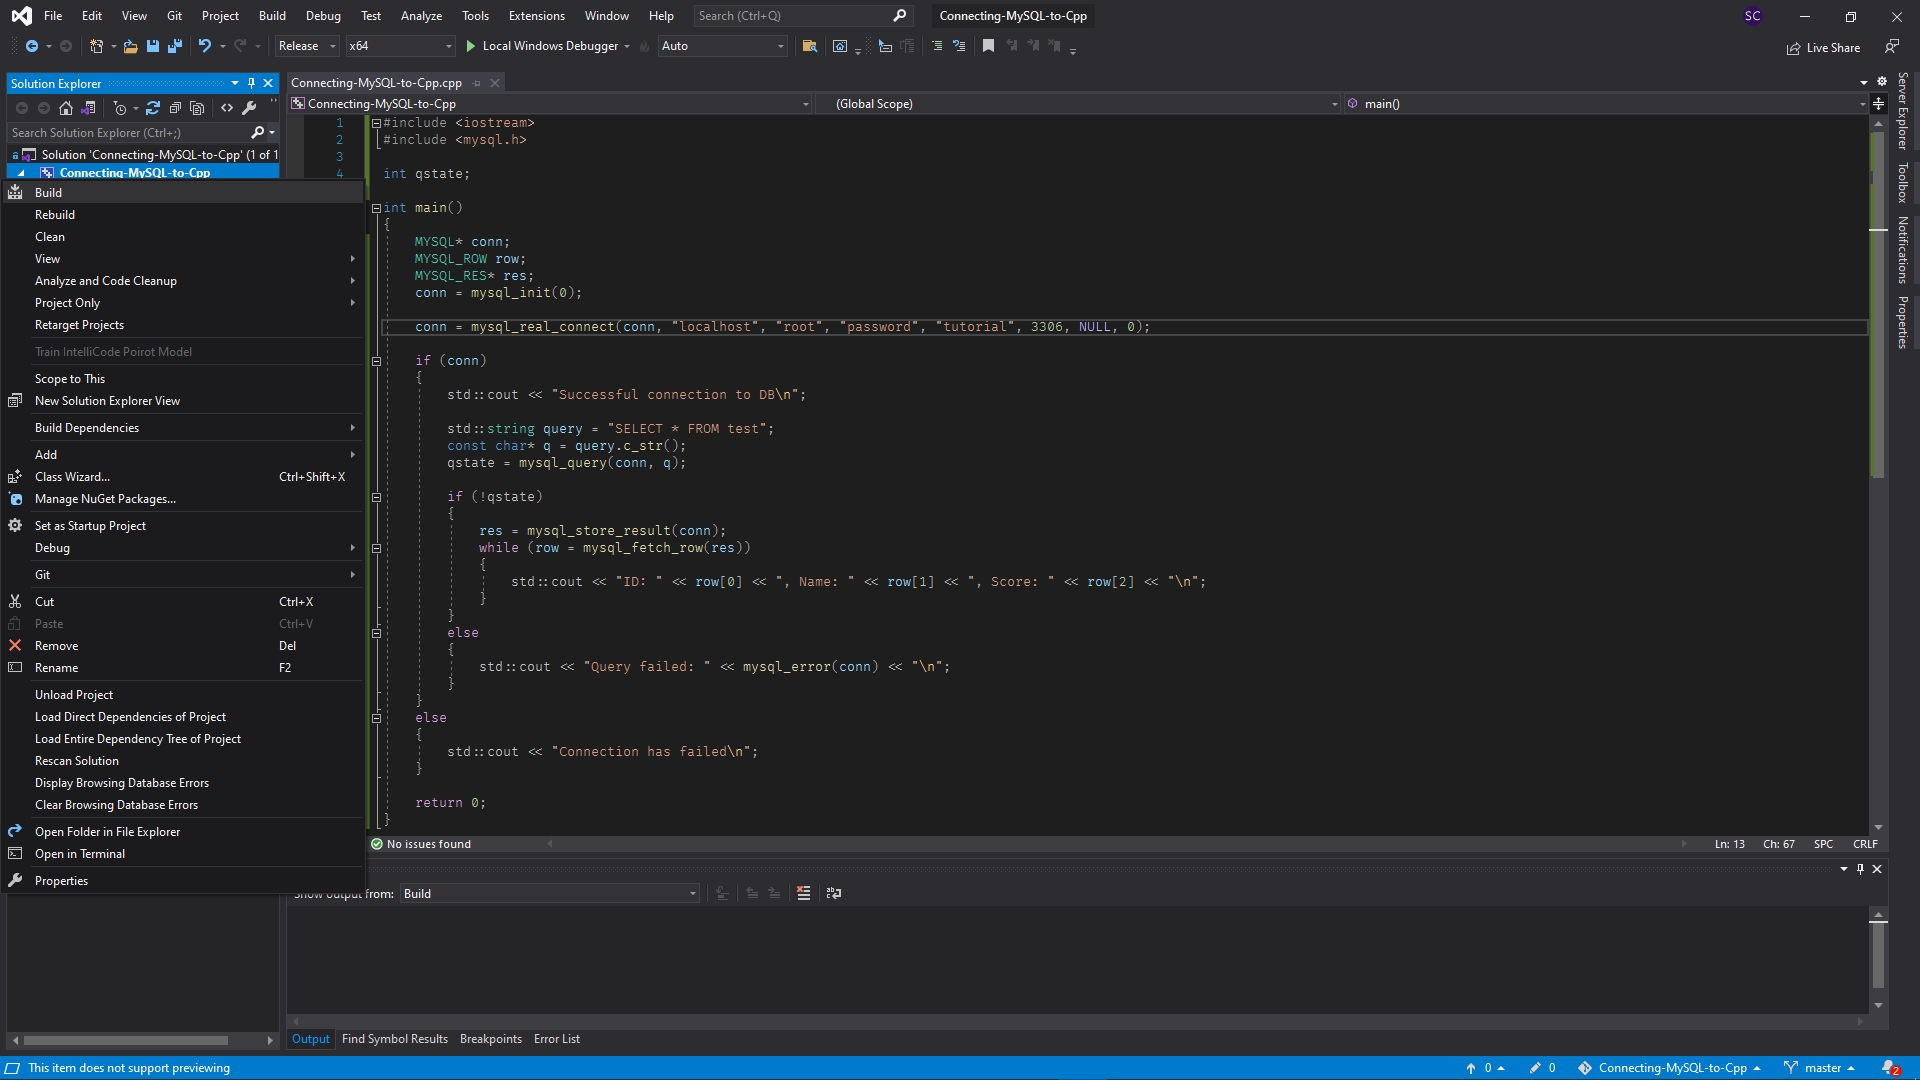 File Edit View Git Project Build Debug Test Analyze Tools Extensions Window Help Search (Ctrl+Q) Connecting-MySQL-to-Cpp SC
Release x64 Local Windows Debugger Auto Live Share
Solution Explorer
Search Solution Explorer (Ctrl+;)
Solution 'Connecting-MySQL-to-Cpp' (1 of 1
Connecting-MySQL-to-Cpp
Build
Rebuild
Clean
View
Analyze and Code Cleanup
Project Only
Retarget Projects
Train IntelliCode Poirot Model
Scope to This
New Solution Explorer View
Build Dependencies
Add
Class Wizard... Ctrl+Shift+X
Manage NuGet Packages...
Set as Startup Project
Debug
Git
Cut Ctrl+X
Paste Ctrl+V
Remove Del
Rename F2
Unload Project
Load Direct Dependencies of Project
Load Entire Dependency Tree of Project
Rescan Solution
Display Browsing Database Errors
Clear Browsing Database Errors
Open Folder in File Explorer
Open in Terminal
Properties
Connecting-MySQL-to-Cpp.cpp
Connecting-MySQL-to-Cpp (Global Scope) main()
1 #include <iostream>
2 #include <mysql.h>
3
4 int qstate;
int main()
{
MYSQL* conn;
MYSQL_ROW row;
MYSQL_RES* res;
conn = mysql_init(0);
conn = mysql_real_connect(conn, "localhost", "root", "password", "tutorial", 3306, NULL, 0);
if (conn)
{
std::cout << "Successful connection to DB\n";
std::string query = "SELECT * FROM test";
const char* q = query.c_str();
qstate = mysql_query(conn, q);
if (!qstate)
{
res = mysql_store_result(conn);
while (row = mysql_fetch_row(res))
{
std::cout << "ID: " << row[0] << ", Name: " << row[1] << ", Score: " << row[2] << "\n";
}
}
else
{
std::cout << "Query failed: " << mysql_error(conn) << "\n";
}
}
else
{
std::cout << "Connection has failed\n";
}
return 0;
}
No issues found Ln: 13 Ch: 67 SPC CRLF
Show output from: Build
Output Find Symbol Results Breakpoints Error List
Server Explorer
Toolbox
Notifications
Properties
This item does not support previewing 0 0 Connecting-MySQL-to-Cpp master 2